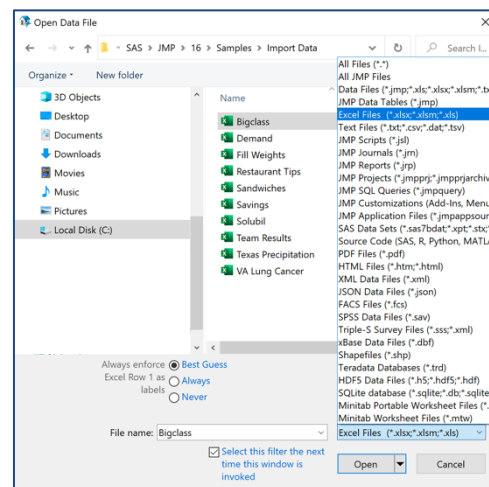 Open Data File
SAS > JMP > 16 > Samples > Import Data
Search I...
Organize
New folder
3D Objects
Desktop
Documents
Downloads
Movies
Music
Pictures
Local Disk (C:)
Name
Bigclass
Demand
Fill Weights
Restaurant Tips
Sandwiches
Savings
Solubil
Team Results
Texas Precipitation
VA Lung Cancer
All Files (*.*)
All JMP Files
Data Files (*.jmp;*.xls;*.xlsx;*.xlsm;*.tx
JMP Data Tables (*.jmp)
Excel Files (*.xlsx;*.xlsm;*.xls)
Text Files (*.txt;*.csv;*.dat;*.tsv)
JMP Scripts (*.jsl)
JMP Journals (*.jrn)
JMP Reports (*.jrp)
JMP Projects (*.jmpprj;*.jmpprjarchiv
JMP SQL Queries (*.jmpquery)
JMP Customizations (Add-Ins, Menu
JMP Application Files (*.jmpappsour
SAS Data Sets (*.sas7bdat;*.xpt;*.stx;
Source Code (SAS, R, Python, MATL
PDF Files (*.pdf)
HTML Files (*.htm;*.html)
XML Data Files (*.xml)
JSON Data Files (*.json)
FACS Files (*.fcs)
SPSS Data Files (*.sav)
Triple-S Survey Files (*.sss;*.xml)
xBase Data Files (*.dbf)
Shapefiles (*.shp)
Teradata Databases (*.trd)
HDF5 Data Files (*.h5;*.hdf5;*.hdf)
SQLite database (*.sqlite;*.db;*.sqlite
Minitab Portable Worksheet Files (*.
Minitab Worksheet Files (*.mtw)
Always enforce
Excel Row 1 as
labels
Best Guess
Always
Never
File name: Bigclass
Excel Files (*.xlsx;*.xlsm;*.xls)
Select this filter the next
time this window is
invoked
Open
Cancel